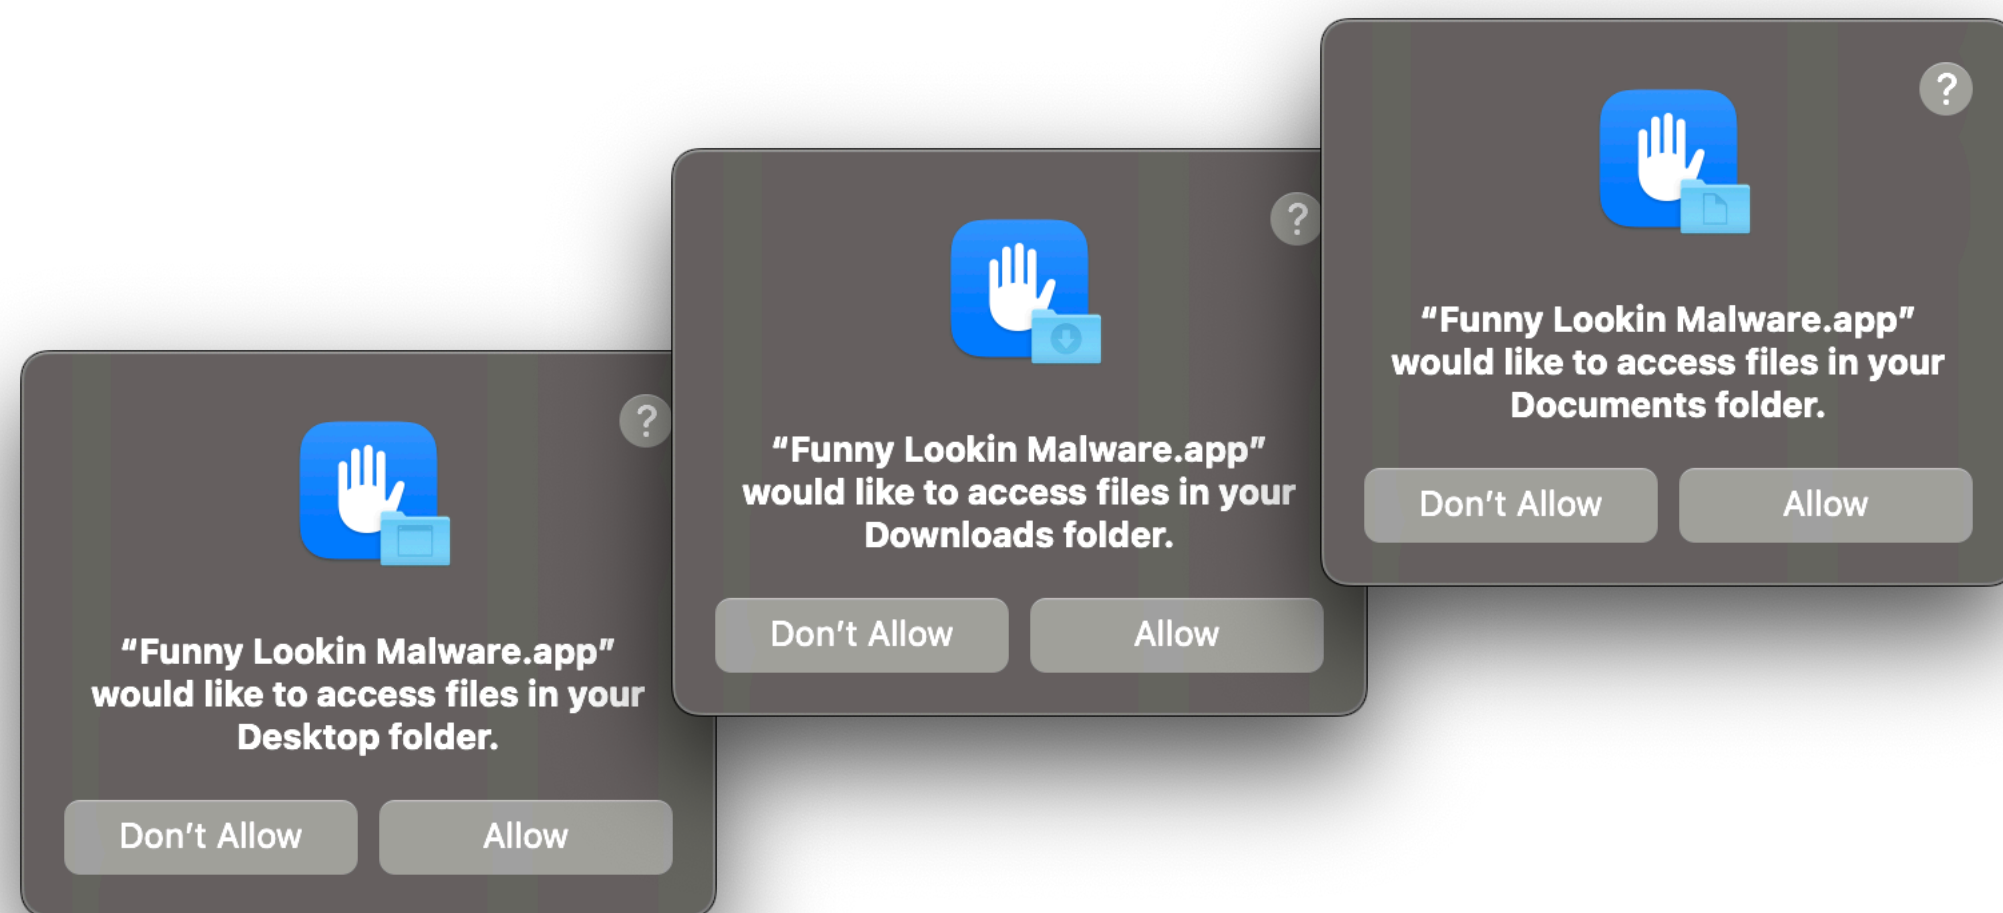 ?
“Funny Lookin Malware.app”
would like to access files in your
Desktop folder.
Don’t Allow
Allow
?
“Funny Lookin Malware.app”
would like to access files in your
Downloads folder.
Don’t Allow
Allow
?
“Funny Lookin Malware.app”
would like to access files in your
Documents folder.
Don’t Allow
Allow